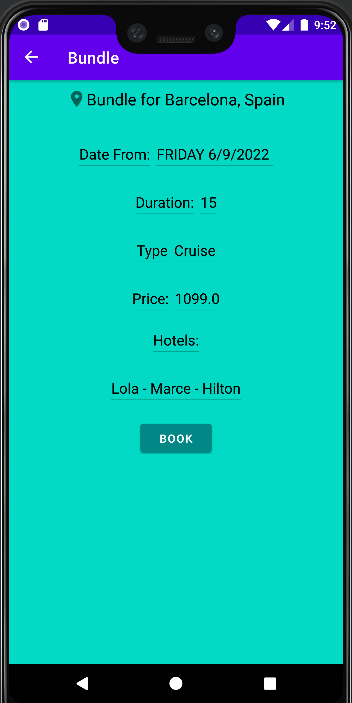 9:52
Bundle
Bundle for Barcelona, Spain
Date From: FRIDAY 6/9/2022
Duration: 15
Type Cruise
Price: 1099.0
Hotels:
Lola - Marce - Hilton
BOOK